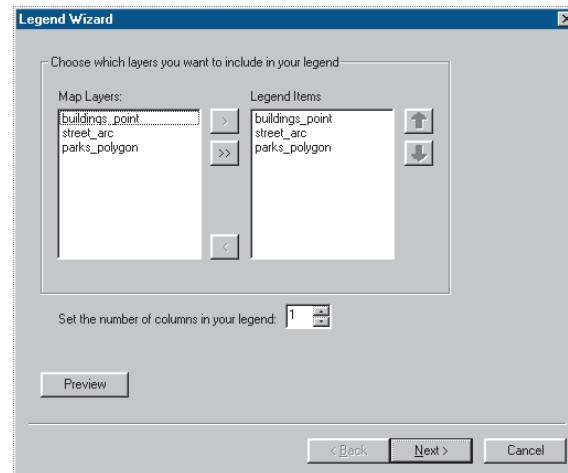 Legend Wizard
Choose which layers you want to include in your legend
Map Layers:
Legend Items
buildings_point
street_arc
parks_polygon
>
>>
<
buildings_point
street_arc
parks_polygon
Set the number of columns in your legend:
1
Preview
< Back
Next >
Cancel